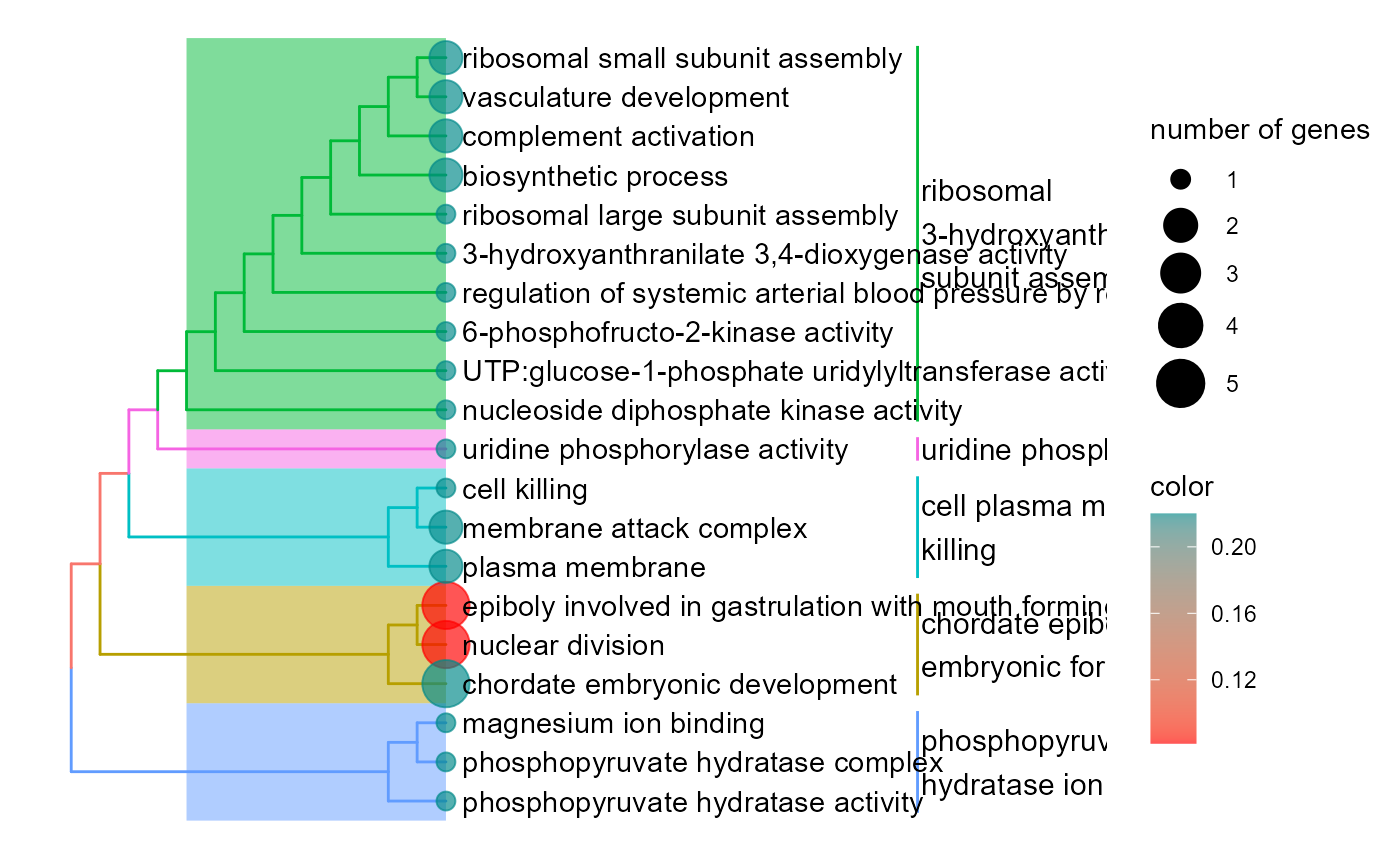 ribosomal small subunit assembly
vasculature development
complement activation
biosynthetic process
ribosomal large subunit assembly
3-hydroxyanthranilate 3,4-dioxygenase activity
regulation of systemic arterial blood pressure by
6-phosphofructo-2-kinase activity
UTP:glucose-1-phosphate uridylyltransferase
nucleoside diphosphate kinase activity
uridine phosphorylase activity
cell killing
membrane attack complex
plasma membrane
epiboly involved in gastrulation with mouth forming
nuclear division
chordate embryonic development
magnesium ion binding
phosphopyruvate hydratase complex
phosphopyruvate hydratase activity
ribosomal
3-hydroxyanth
subunit assem
uridine phosph
cell plasma m
killing
chordate epib
embryonic for
phosphopyruv
hydratase ion
number of genes
1
2
3
4
5
color
0.20
0.16
0.12